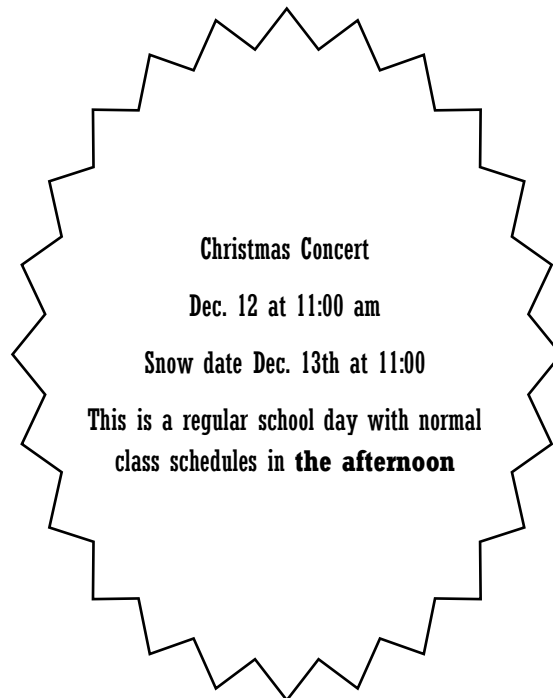 Christmas Concert
Dec. 12 at 11:00 am
Snow date Dec. 13th at 11:00
This is a regular school day with normal
class schedules in the afternoon